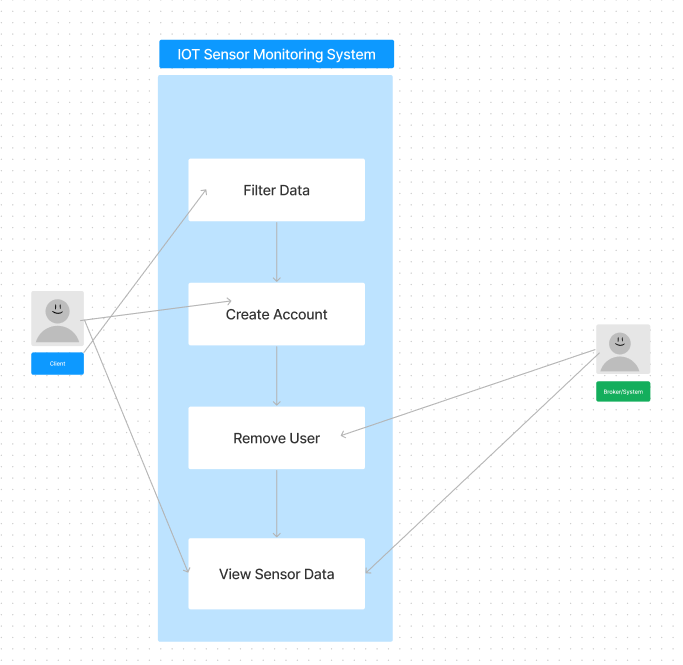 IOT Sensor Monitoring System
Filter Data
Create Account
Client
Broker/System
Remove User
View Sensor Data